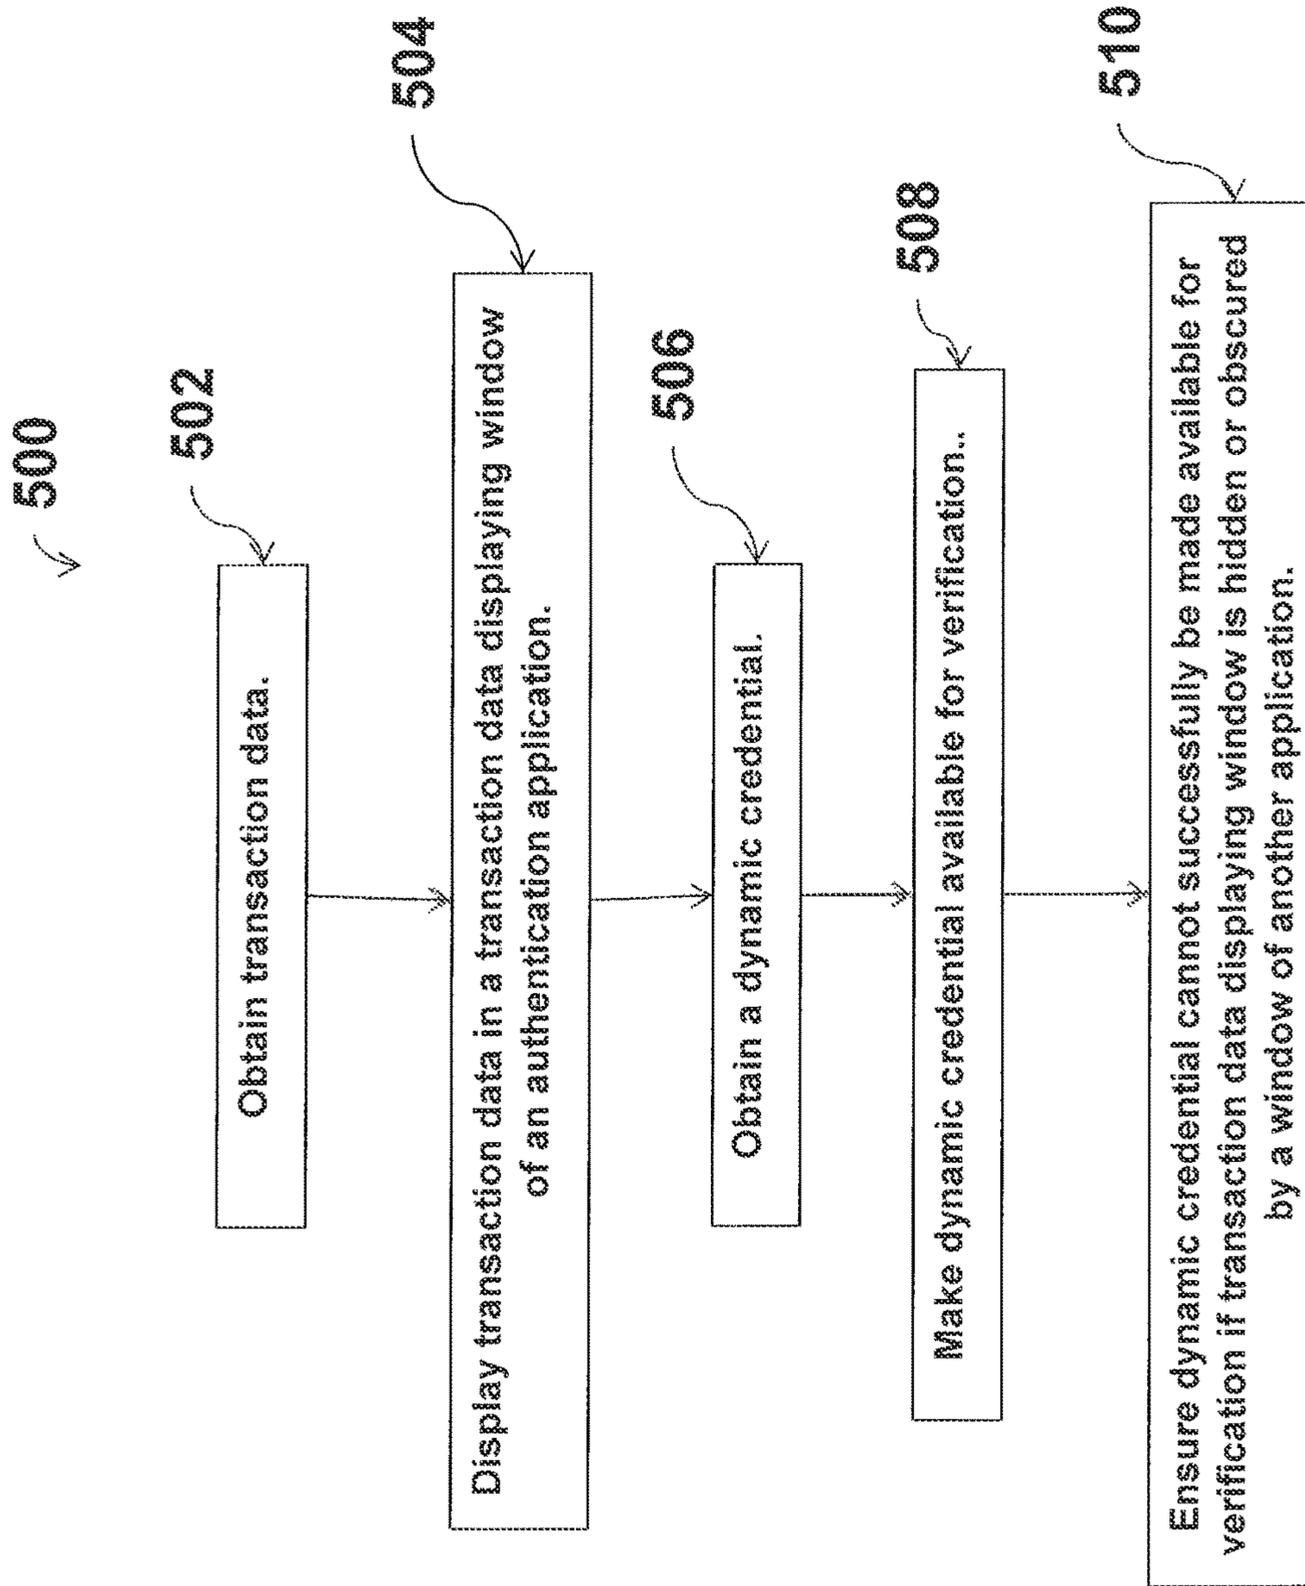 500
502
Obtain transaction data.
504
Display transaction data in a transaction data displaying window
of an authentication application.
506
Obtain a dynamic credential.
508
Make dynamic credential available for verification..
510
Ensure dynamic credential cannot successfully be made available for
verification if transaction data displaying window is hidden or obscured
by a window of another application.